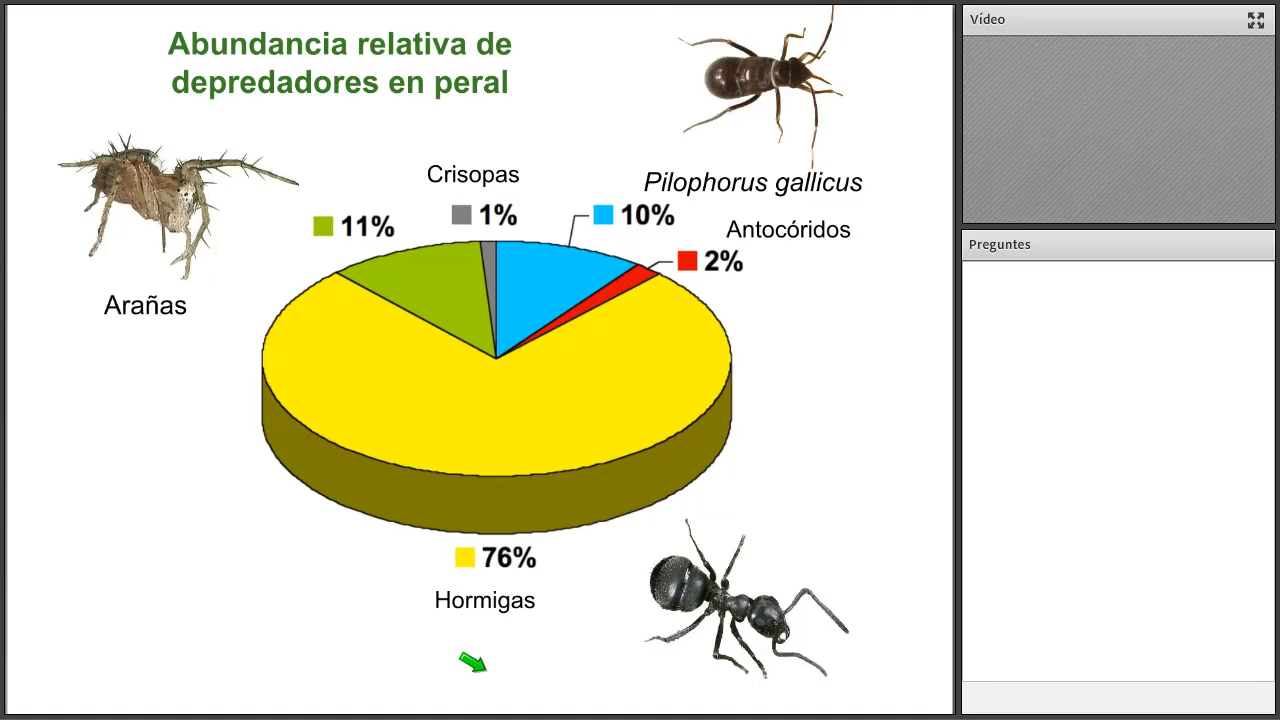 Abundancia relativa de
depredadores en peral
Crisopas
Pilophorus gallicus
11%
1%
10%
Antocóridos
2%
Arañas
76%
Hormigas
Vídeo
Preguntes